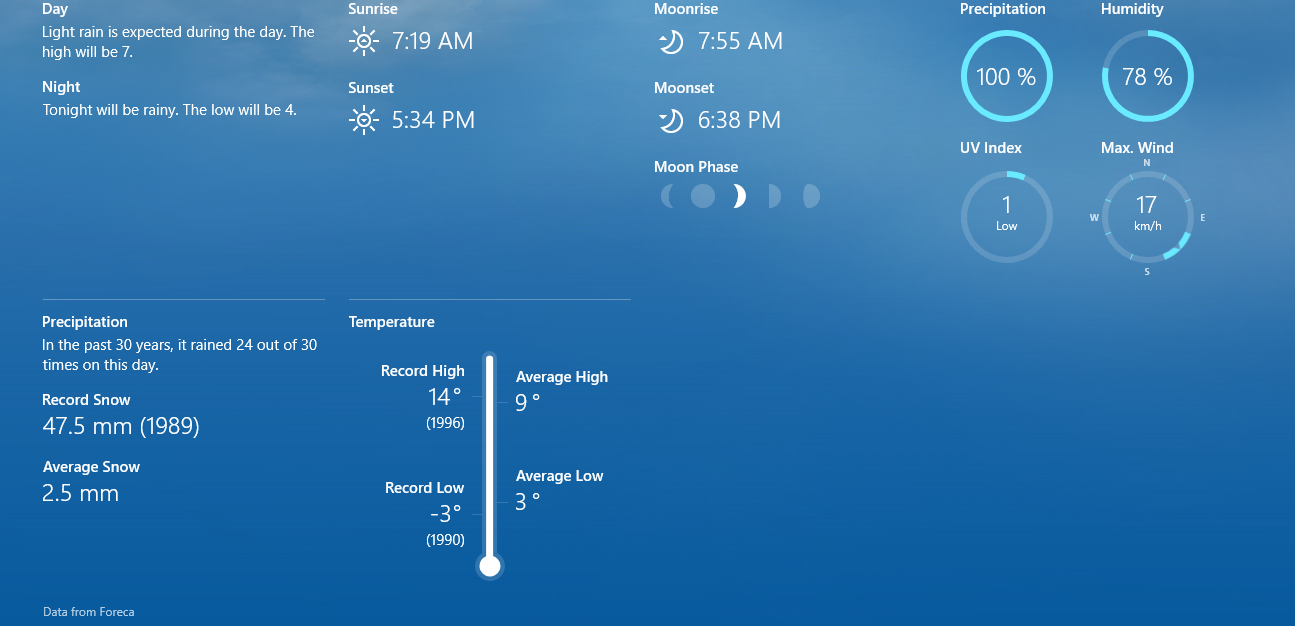 Day
Light rain is expected during the day. The
high will be 7.
Night
Tonight will be rainy. The low will be 4.
Sunrise
7:19 AM
Sunset
5:34 PM
Moonrise
7:55 AM
Moonset
6:38 PM
Moon Phase
Precipitation
100 %
Humidity
78 %
UV Index
1
Low
Max. Wind
N
W
17
km/h
E
S
Precipitation
In the past 30 years, it rained 24 out of 30
times on this day.
Record Snow
47.5 mm (1989)
Average Snow
2.5 mm
Temperature
Record High
14°
(1996)
Average High
9 °
Record Low
-3°
(1990)
Average Low
3 °
Data from Foreca